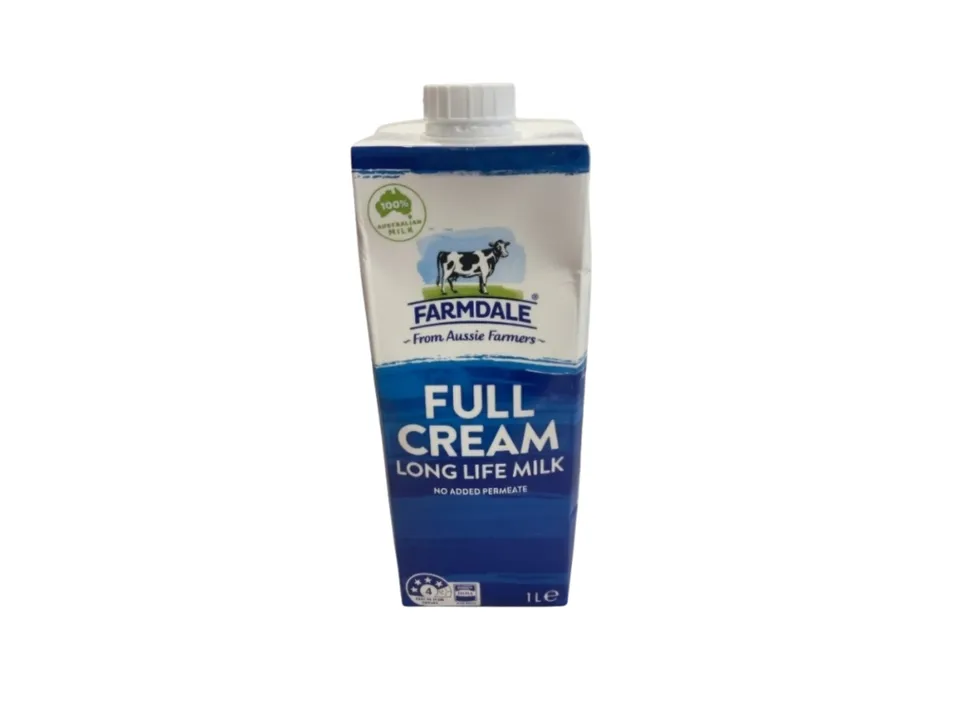 100%
AUSTRALIAN
MILK
FARMDALE®
From Aussie Farmers
FULL
CREAM
LONG LIFE MILK
NO ADDED PERMEATE
4
1 L ℮